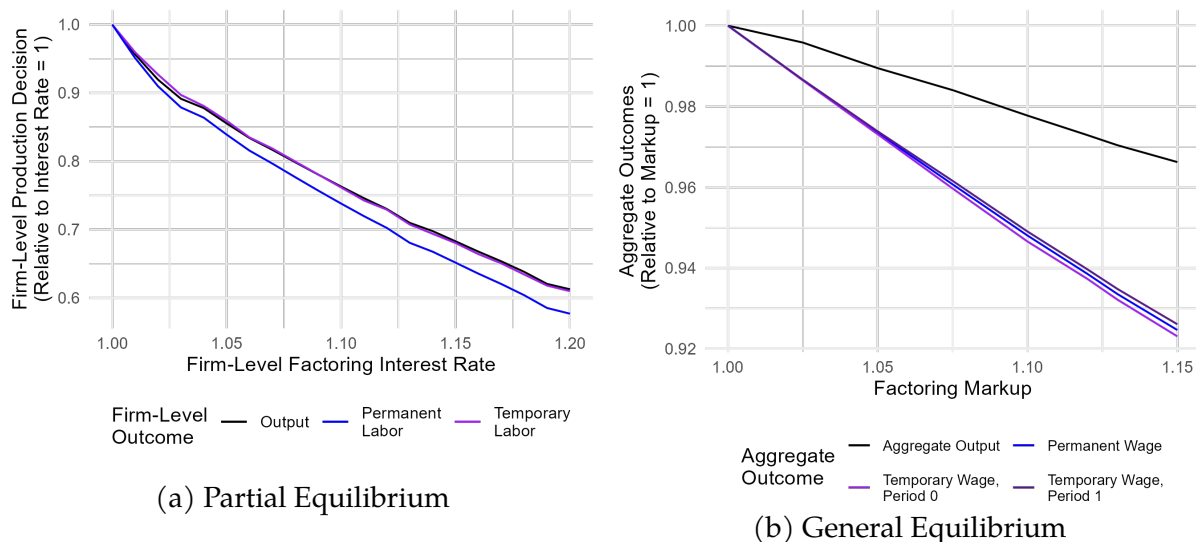 Firm-Level Production Decision
(Relative to Interest Rate = 1)
1.0
0.9
0.8
0.7
0.6
1.00
1.05
1.10
1.15
1.20
Firm-Level Factoring Interest Rate
Firm-Level
Outcome
Output
Permanent
Labor
Temporary
Labor
(a) Partial Equilibrium
Aggregate Outcomes
(Relative to Markup = 1)
1.00
0.98
0.96
0.94
0.92
1.00
1.05
1.10
1.15
Factoring Markup
Aggregate
Outcome
Aggregate Output
Permanent Wage
Temporary Wage,
Period 0
Temporary Wage,
Period 1
(b) General Equilibrium